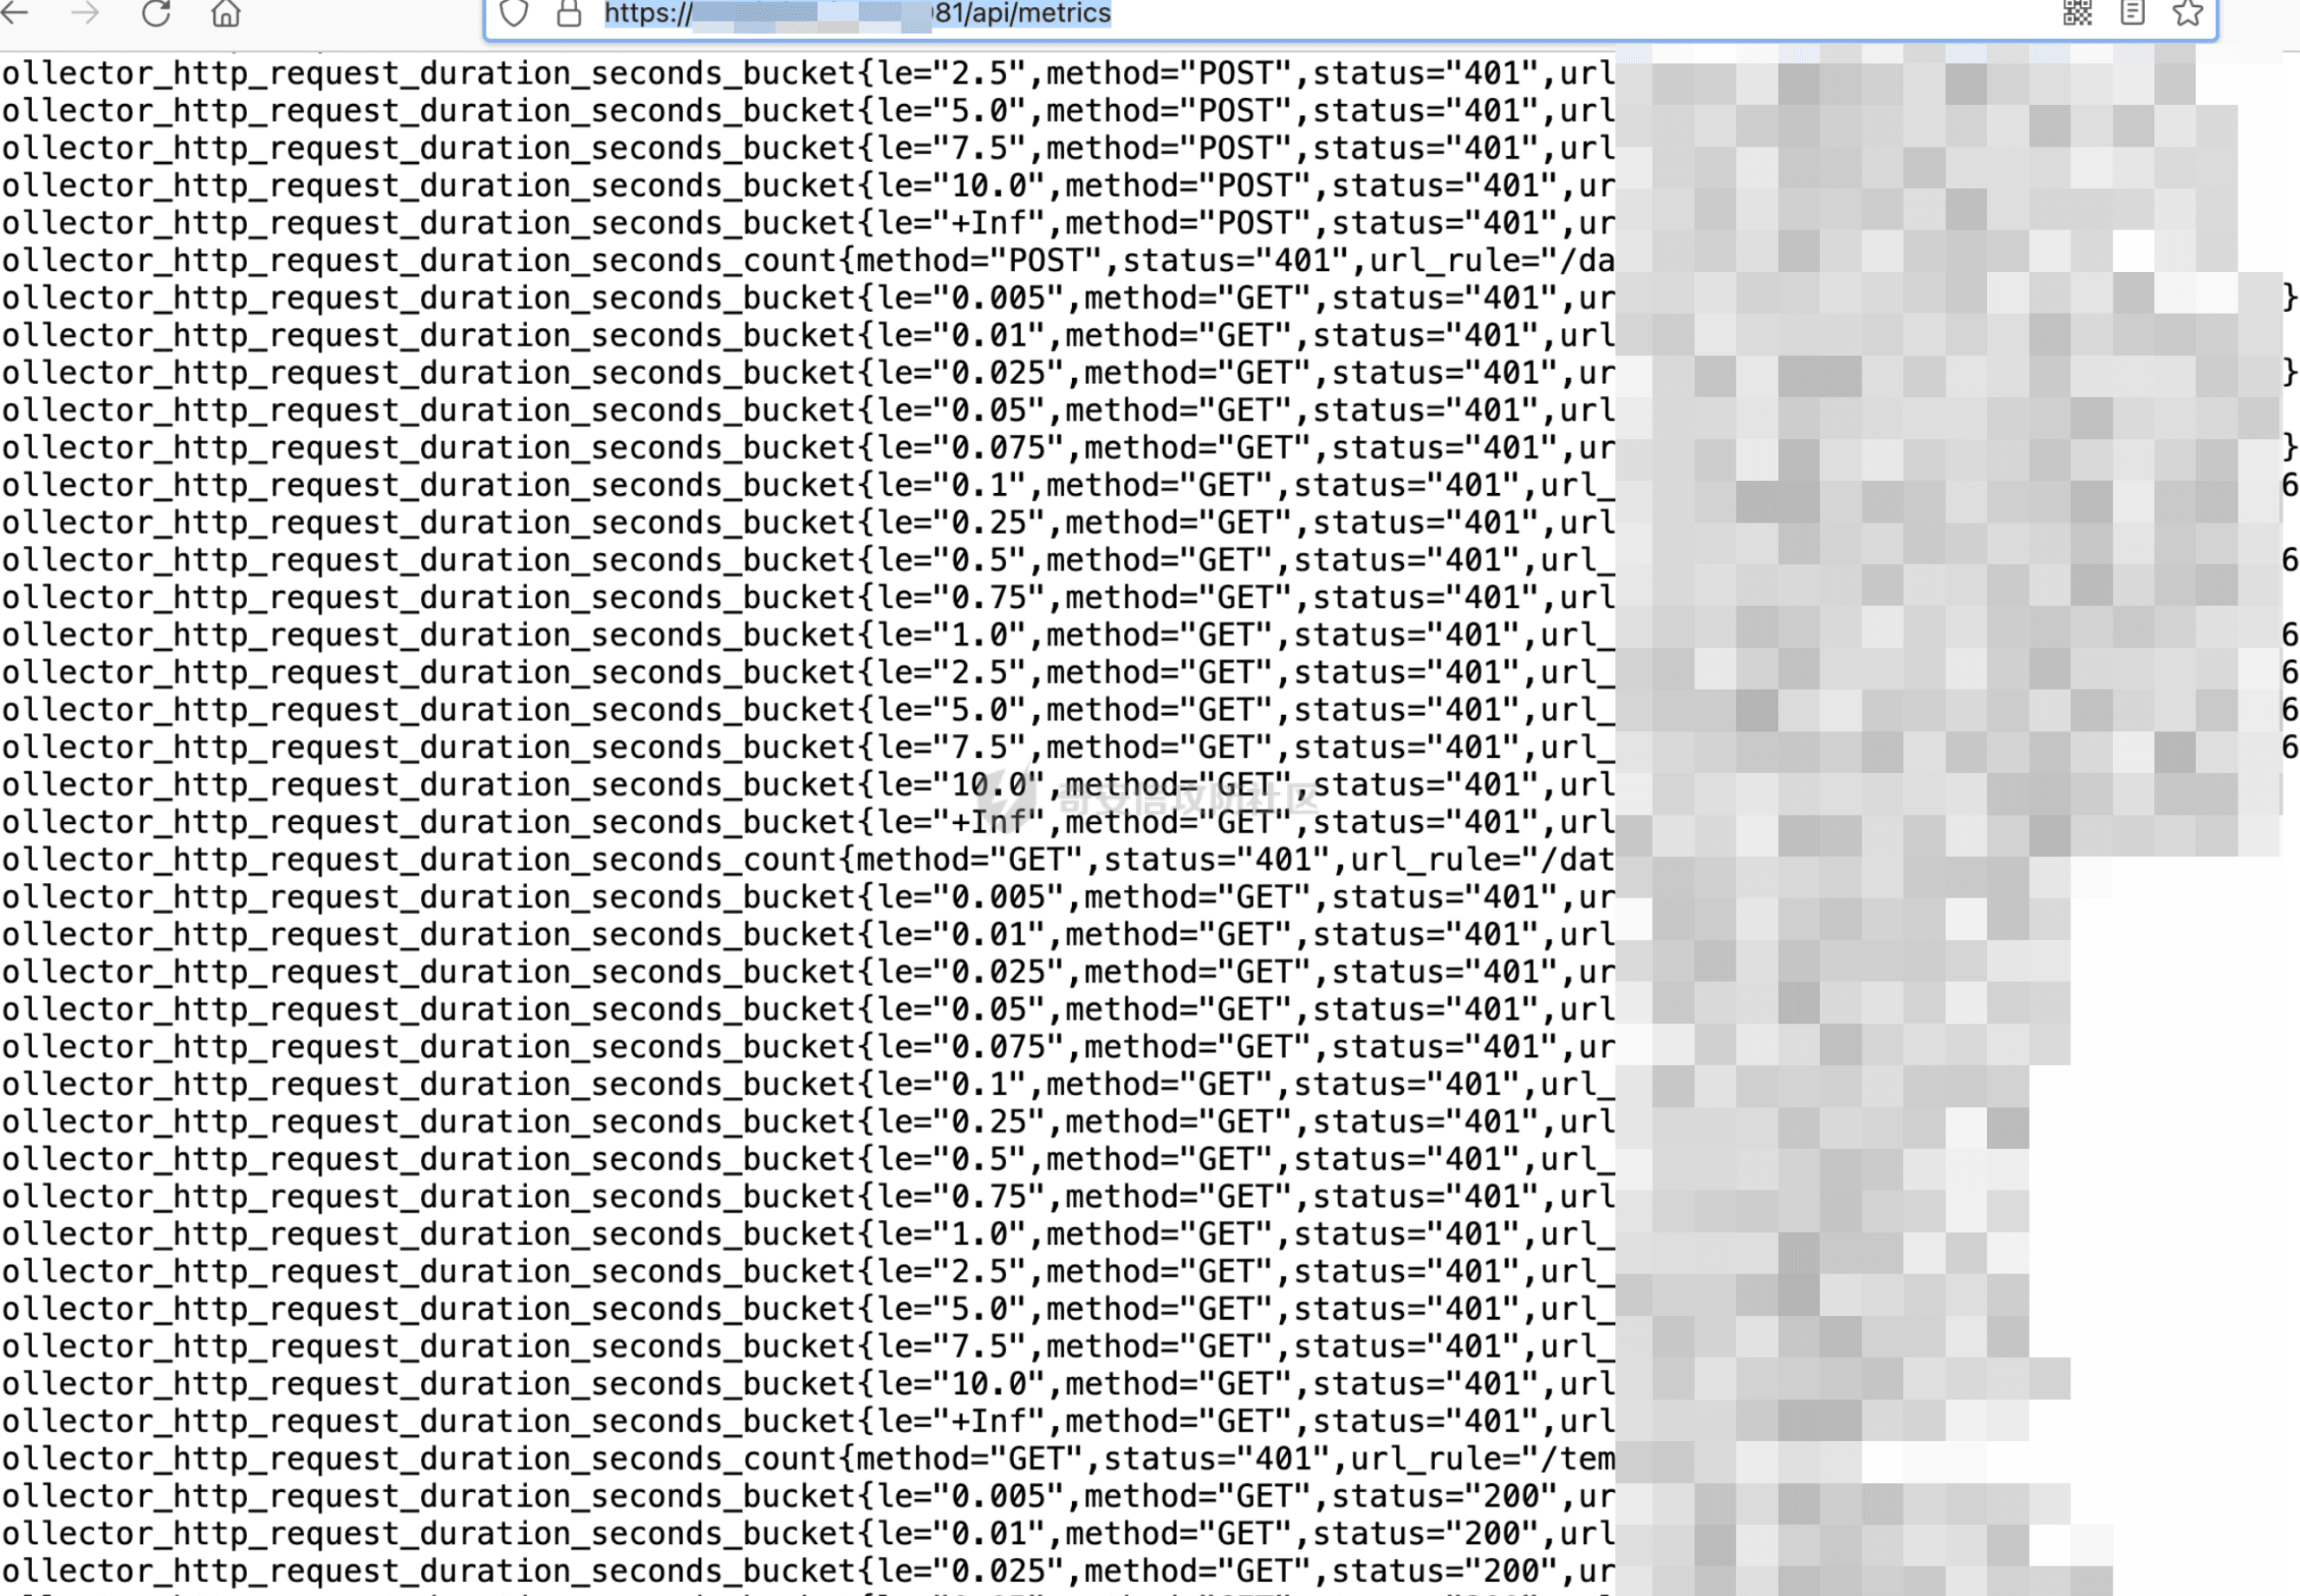 https:// 081/api/metrics
ollector_http_request_duration_seconds_bucket{le="2.5",method="POST",status="401",url
ollector_http_request_duration_seconds_bucket{le="5.0",method="POST",status="401",url
ollector_http_request_duration_seconds_bucket{le="7.5",method="POST",status="401",url
ollector_http_request_duration_seconds_bucket{le="10.0",method="POST",status="401",ur
ollector_http_request_duration_seconds_bucket{le="+Inf",method="POST",status="401",ur
ollector_http_request_duration_seconds_count{method="POST",status="401",url_rule="/da
ollector_http_request_duration_seconds_bucket{le="0.005",method="GET",status="401",ur }
ollector_http_request_duration_seconds_bucket{le="0.01",method="GET",status="401",url
ollector_http_request_duration_seconds_bucket{le="0.025",method="GET",status="401",ur }
ollector_http_request_duration_seconds_bucket{le="0.05",method="GET",status="401",url
ollector_http_request_duration_seconds_bucket{le="0.075",method="GET",status="401",ur }
ollector_http_request_duration_seconds_bucket{le="0.1",method="GET",status="401",url_ 6
ollector_http_request_duration_seconds_bucket{le="0.25",method="GET",status="401",url
ollector_http_request_duration_seconds_bucket{le="0.5",method="GET",status="401",url_ 6
ollector_http_request_duration_seconds_bucket{le="0.75",method="GET",status="401",url
ollector_http_request_duration_seconds_bucket{le="1.0",method="GET",status="401",url_ 6
ollector_http_request_duration_seconds_bucket{le="2.5",method="GET",status="401",url_ 6
ollector_http_request_duration_seconds_bucket{le="5.0",method="GET",status="401",url_ 6
ollector_http_request_duration_seconds_bucket{le="7.5",method="GET",status="401",url_ 6
ollector_http_request_duration_seconds_bucket{le="10.0",method="GET",status="401",url
奇安信攻防社区
ollector_http_request_duration_seconds_bucket{le="+Inf",method="GET",status="401",url
ollector_http_request_duration_seconds_count{method="GET",status="401",url_rule="/dat
ollector_http_request_duration_seconds_bucket{le="0.005",method="GET",status="401",ur
ollector_http_request_duration_seconds_bucket{le="0.01",method="GET",status="401",url
ollector_http_request_duration_seconds_bucket{le="0.025",method="GET",status="401",ur
ollector_http_request_duration_seconds_bucket{le="0.05",method="GET",status="401",url
ollector_http_request_duration_seconds_bucket{le="0.075",method="GET",status="401",ur
ollector_http_request_duration_seconds_bucket{le="0.1",method="GET",status="401",url_
ollector_http_request_duration_seconds_bucket{le="0.25",method="GET",status="401",url
ollector_http_request_duration_seconds_bucket{le="0.5",method="GET",status="401",url_
ollector_http_request_duration_seconds_bucket{le="0.75",method="GET",status="401",url
ollector_http_request_duration_seconds_bucket{le="1.0",method="GET",status="401",url_
ollector_http_request_duration_seconds_bucket{le="2.5",method="GET",status="401",url_
ollector_http_request_duration_seconds_bucket{le="5.0",method="GET",status="401",url_
ollector_http_request_duration_seconds_bucket{le="7.5",method="GET",status="401",url_
ollector_http_request_duration_seconds_bucket{le="10.0",method="GET",status="401",url
ollector_http_request_duration_seconds_bucket{le="+Inf",method="GET",status="401",url
ollector_http_request_duration_seconds_count{method="GET",status="401",url_rule="/tem
ollector_http_request_duration_seconds_bucket{le="0.005",method="GET",status="200",ur
ollector_http_request_duration_seconds_bucket{le="0.01",method="GET",status="200",url
ollector_http_request_duration_seconds_bucket{le="0.025",method="GET",status="200",ur